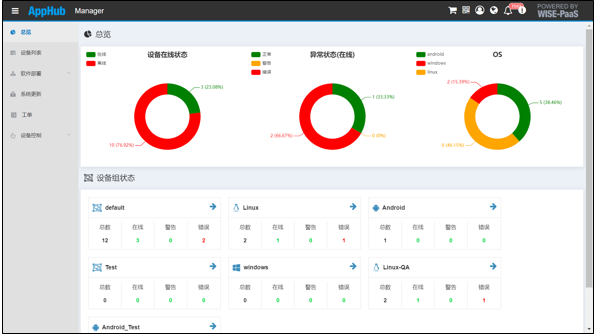 AppHub Manager
POWERED BY
WISE-PaaS
总览
设备列表
软件部署
系统更新
工单
设备控制
总览
设备在线状态
在线
离线
3 (23.08%)
10 (76.92%)
异常状态(在线)
正常
警告
错误
1 (33.33%)
0 (0%)
2 (66.67%)
OS
android
windows
linux
2 (15.39%)
5 (38.46%)
6 (46.15%)
设备组状态
default
总数 在线 警告 错误
12 3 0 2
Linux
总数 在线 警告 错误
2 1 0 1
Android
总数 在线 警告 错误
1 0 0 0
Test
总数 在线 警告 错误
0 0 0 0
windows
总数 在线 警告 错误
0 0 0 0
Linux-QA
总数 在线 警告 错误
2 1 0 1
Android_Test